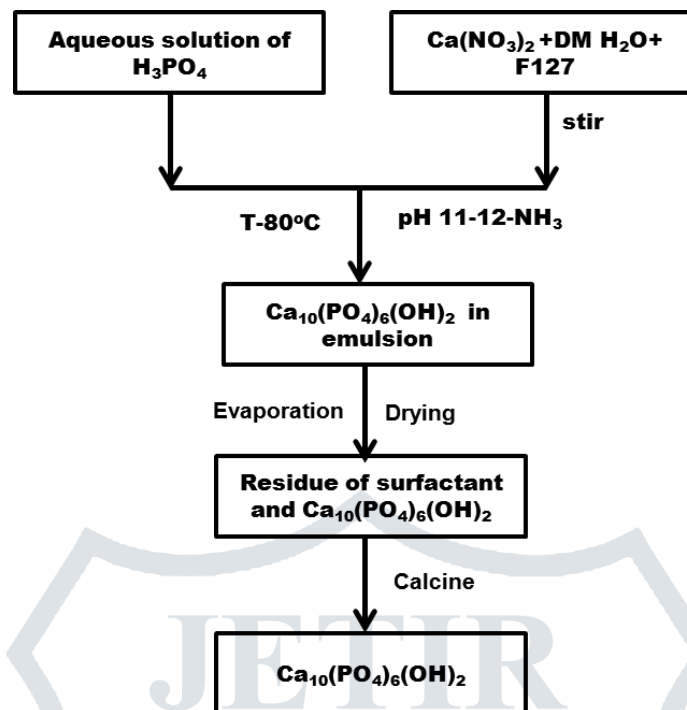 Aqueous solution of
H₃PO₄
Ca(NO₃)₂ +DM H₂O+
F127
stir
T-80ºC
pH 11-12-NH₃
Ca₁₀(PO₄)₆(OH)₂ in
emulsion
Evaporation
Drying
Residue of surfactant
and Ca₁₀(PO₄)₆(OH)₂
Calcine
JETIR
Ca₁₀(PO₄)₆(OH)₂